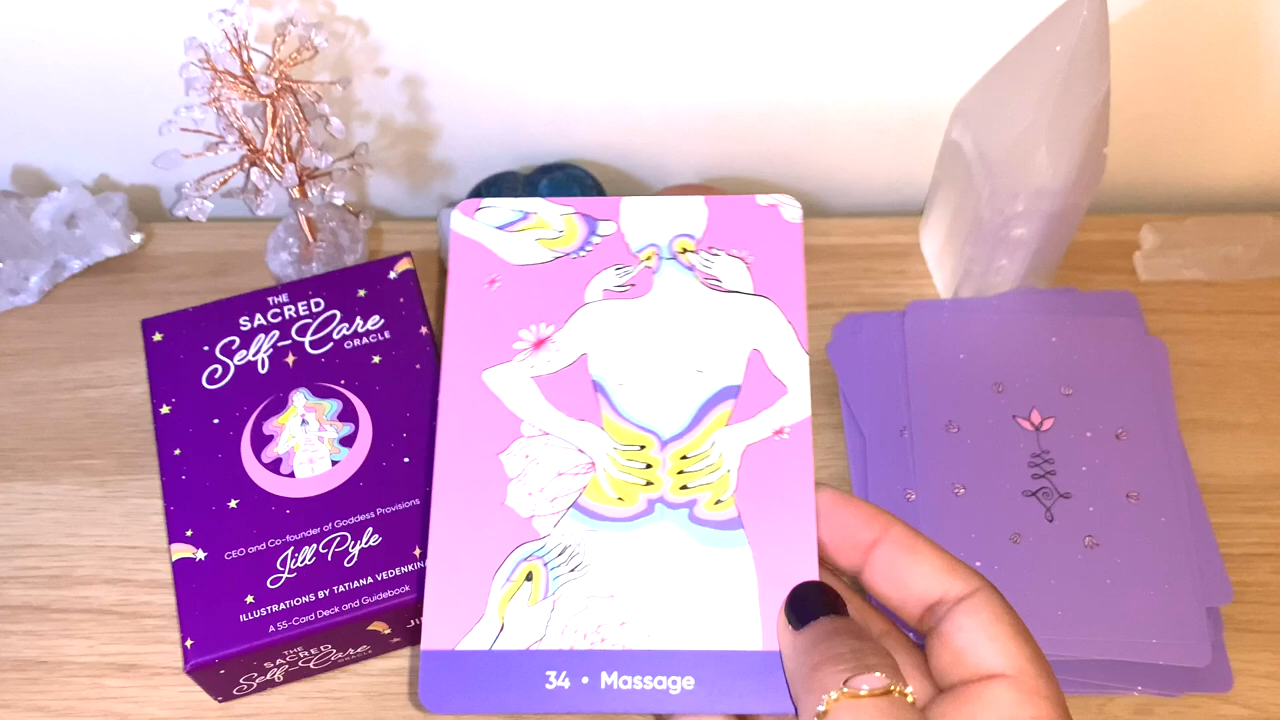 THE
SACRED
Self-Care
ORACLE
CEO and Co-founder of Goddess Provisions
Jill Pyle
ILLUSTRATIONS BY TATIANA
A 55-Card Deck and Guidebook
THE
SACRED
Self-Care
ORACLE
34 • Massage